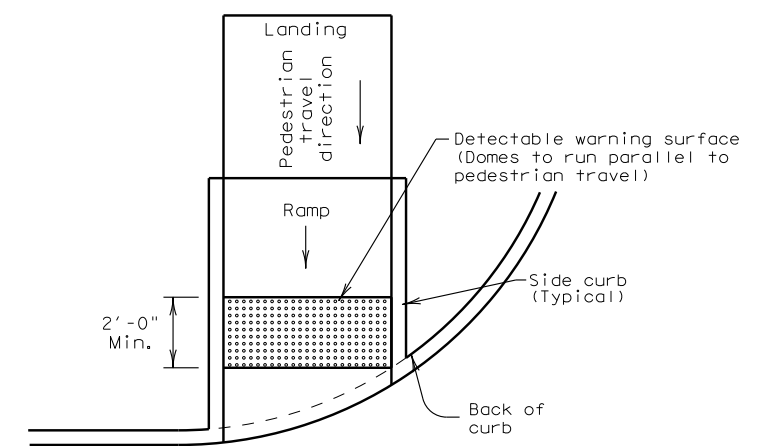 Landing
Pedestrian
travel
direction
Detectable warning surface
(Domes to run parallel to
pedestrian travel)
Ramp
Side curb
(Typical)
2'-0"
Min.
Back of
curb